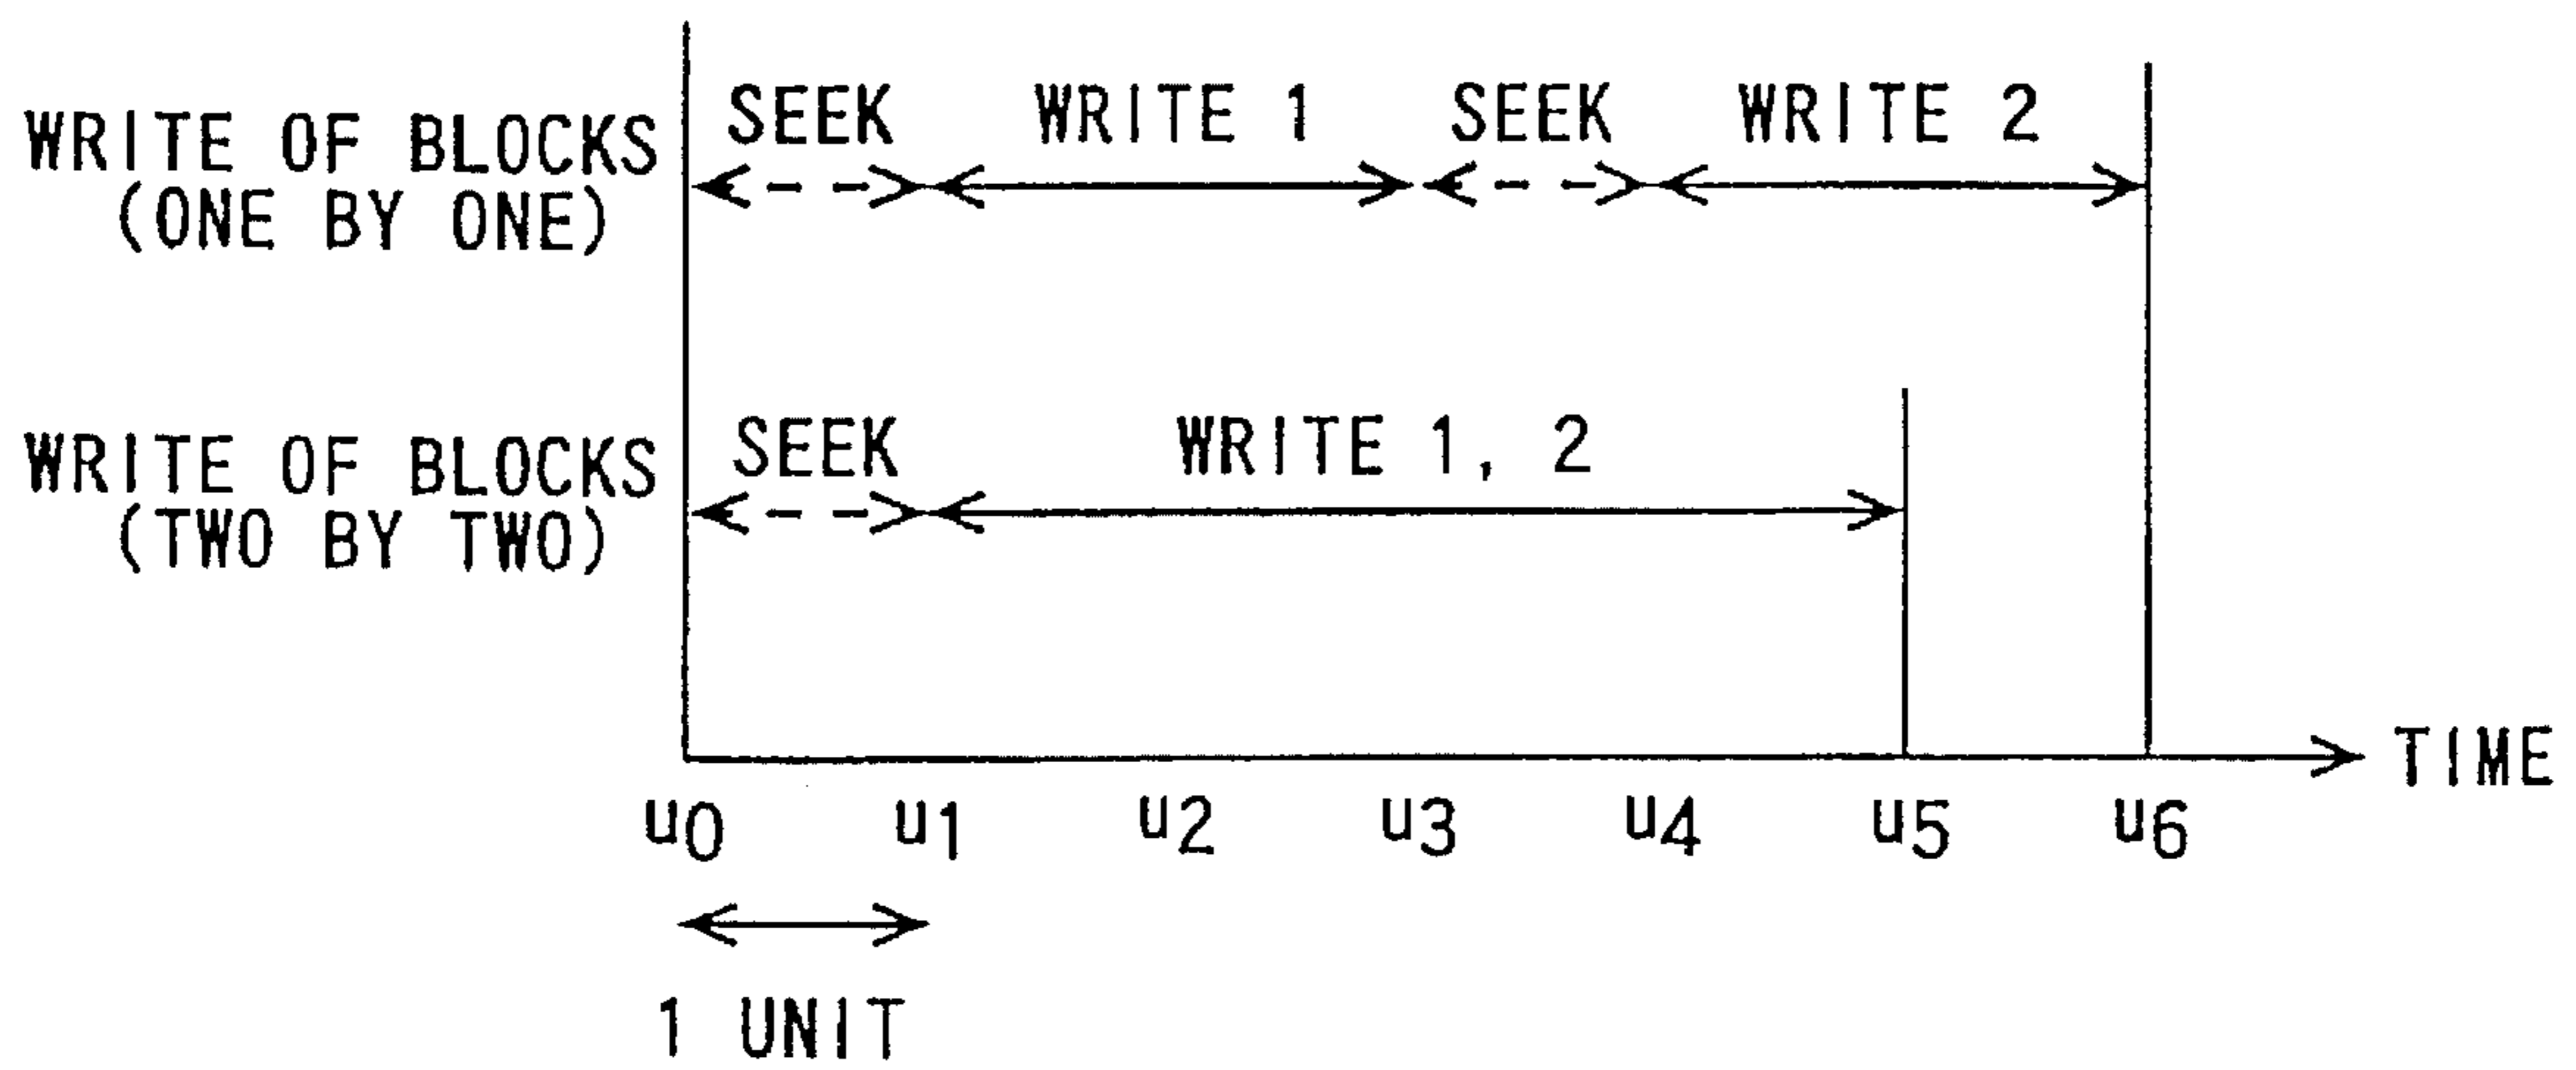 SEEK WRITE 1 SEEK WRITE 2
WRITE OF BLOCKS
(ONE BY ONE)
SEEK WRITE 1, 2
WRITE OF BLOCKS
(TWO BY TWO)
TIME
u0 u1 u2 u3 u4 u5 u6
1 UNIT